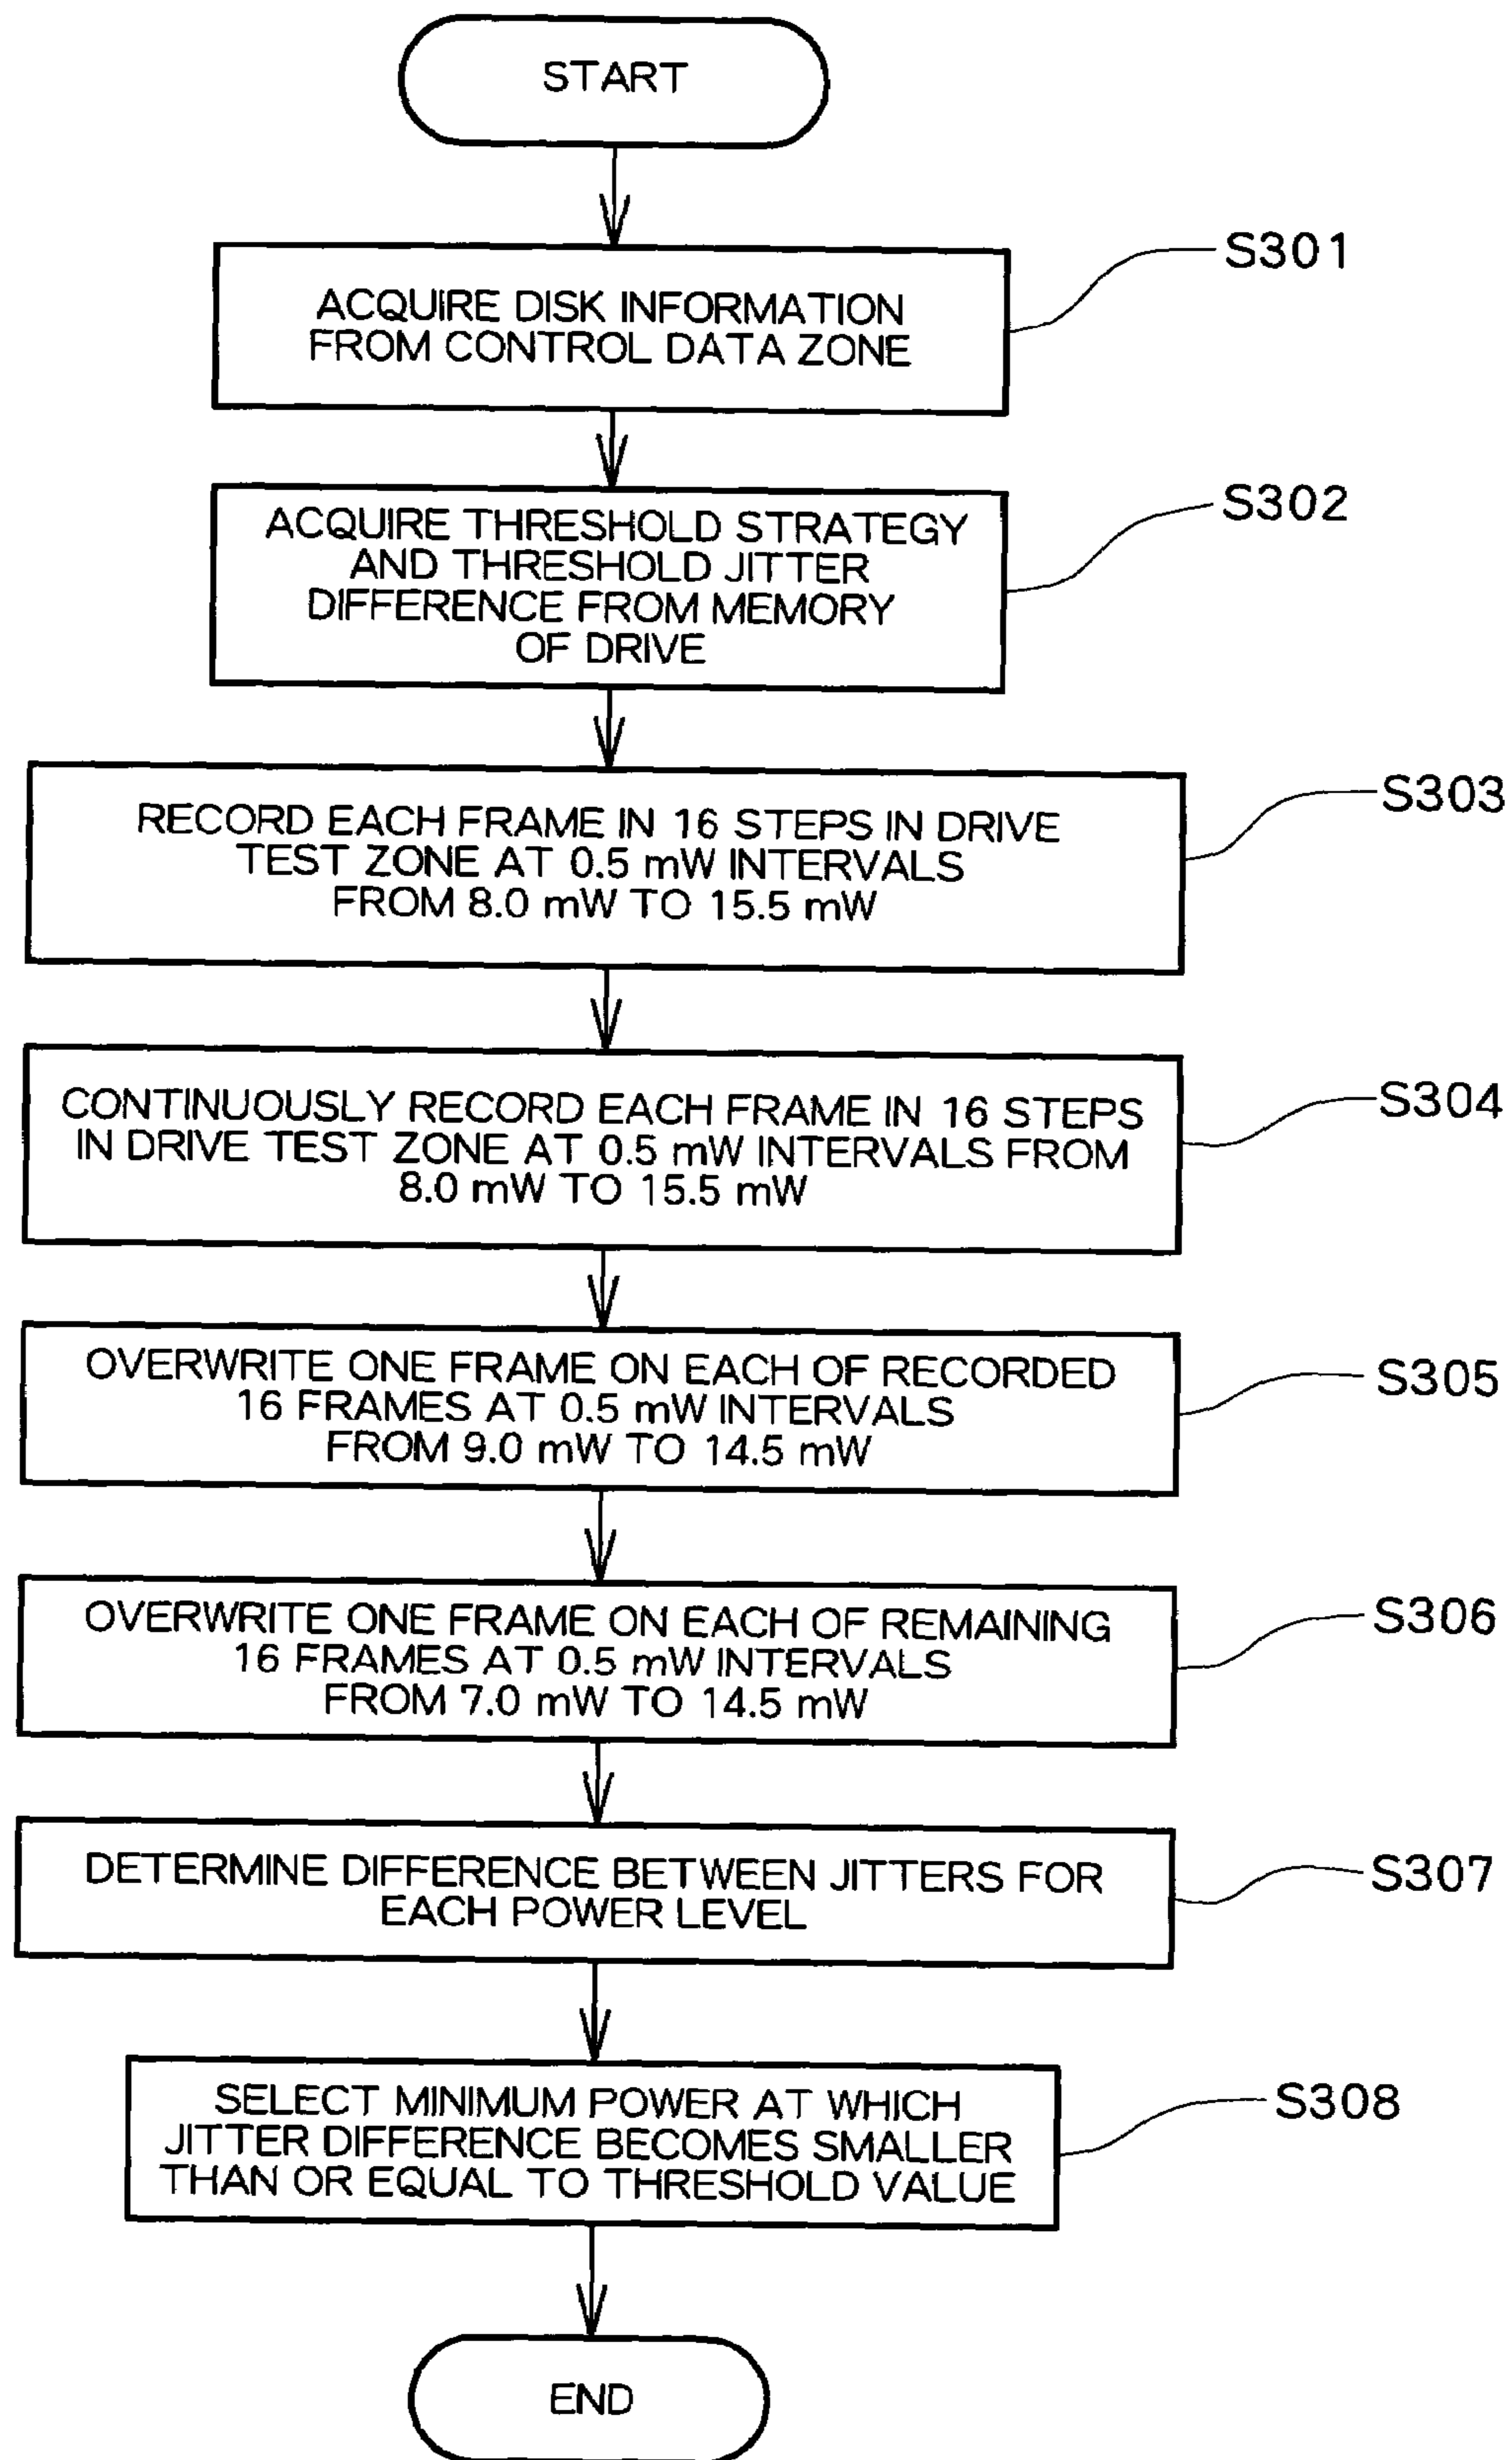 START
S301
ACQUIRE DISK INFORMATION
FROM CONTROL DATA ZONE
S302
ACQUIRE THRESHOLD STRATEGY
AND THRESHOLD JITTER
DIFFERENCE FROM MEMORY
OF DRIVE
S303
RECORD EACH FRAME IN 16 STEPS IN DRIVE
TEST ZONE AT 0.5 mW INTERVALS
FROM 8.0 mW TO 15.5 mW
S304
CONTINUOUSLY RECORD EACH FRAME IN 16 STEPS
IN DRIVE TEST ZONE AT 0.5 mW INTERVALS FROM
8.0 mW TO 15.5 mW
S305
OVERWRITE ONE FRAME ON EACH OF RECORDED
16 FRAMES AT 0.5 mW INTERVALS
FROM 9.0 mW TO 14.5 mW
S306
OVERWRITE ONE FRAME ON EACH OF REMAINING
16 FRAMES AT 0.5 mW INTERVALS
FROM 7.0 mW TO 14.5 mW
S307
DETERMINE DIFFERENCE BETWEEN JITTERS FOR
EACH POWER LEVEL
S308
SELECT MINIMUM POWER AT WHICH
JITTER DIFFERENCE BECOMES SMALLER
THAN OR EQUAL TO THRESHOLD VALUE
END